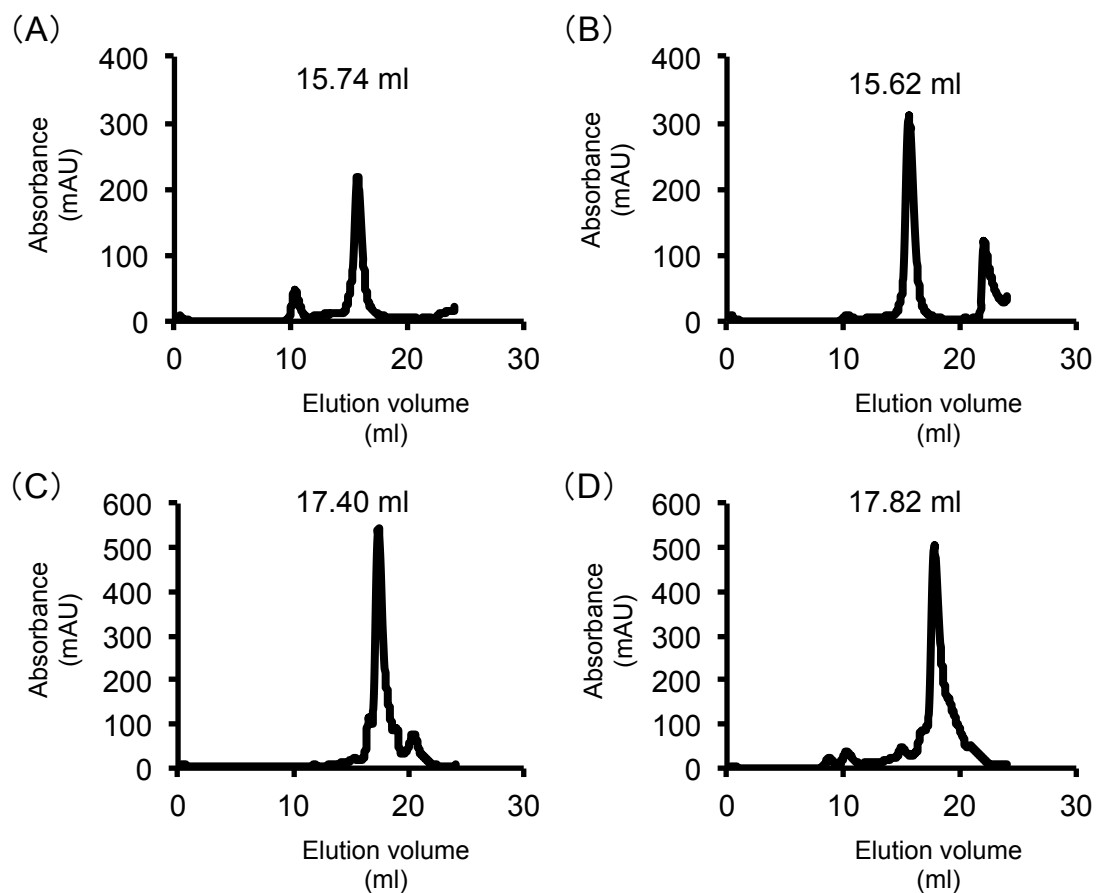 (A)
15.74 ml
400
300
200
100
0
Absorbance
(mAU)
0 10 20 30
Elution volume
(ml)
(B)
15.62 ml
400
300
200
100
0
Absorbance
(mAU)
0 10 20 30
Elution volume
(ml)
(C)
17.40 ml
600
500
400
300
200
100
0
Absorbance
(mAU)
0 10 20 30
Elution volume
(ml)
(D)
17.82 ml
600
500
400
300
200
100
0
Absorbance
(mAU)
0 10 20 30
Elution volume
(ml)